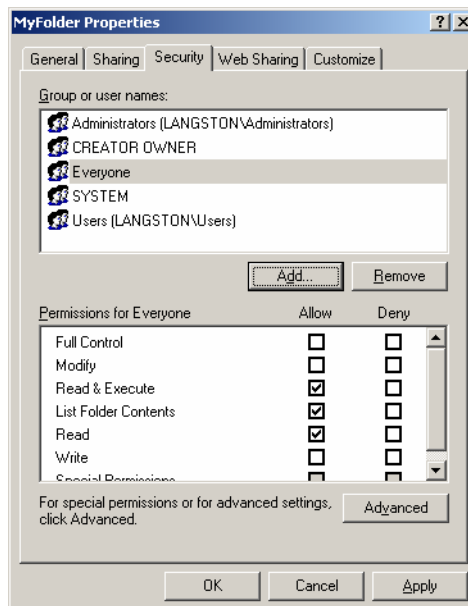 MyFolder Properties
General Sharing Security Web Sharing Customize
Group or user names:
Administrators (LANGSTON\Administrators)
CREATOR OWNER
Everyone
SYSTEM
Users (LANGSTON\Users)
Add... Remove
Permissions for Everyone Allow Deny
Full Control
Modify
Read & Execute
List Folder Contents
Read
Write
Special Permissions
For special permissions or for advanced settings,
click Advanced.
Advanced
OK Cancel Apply